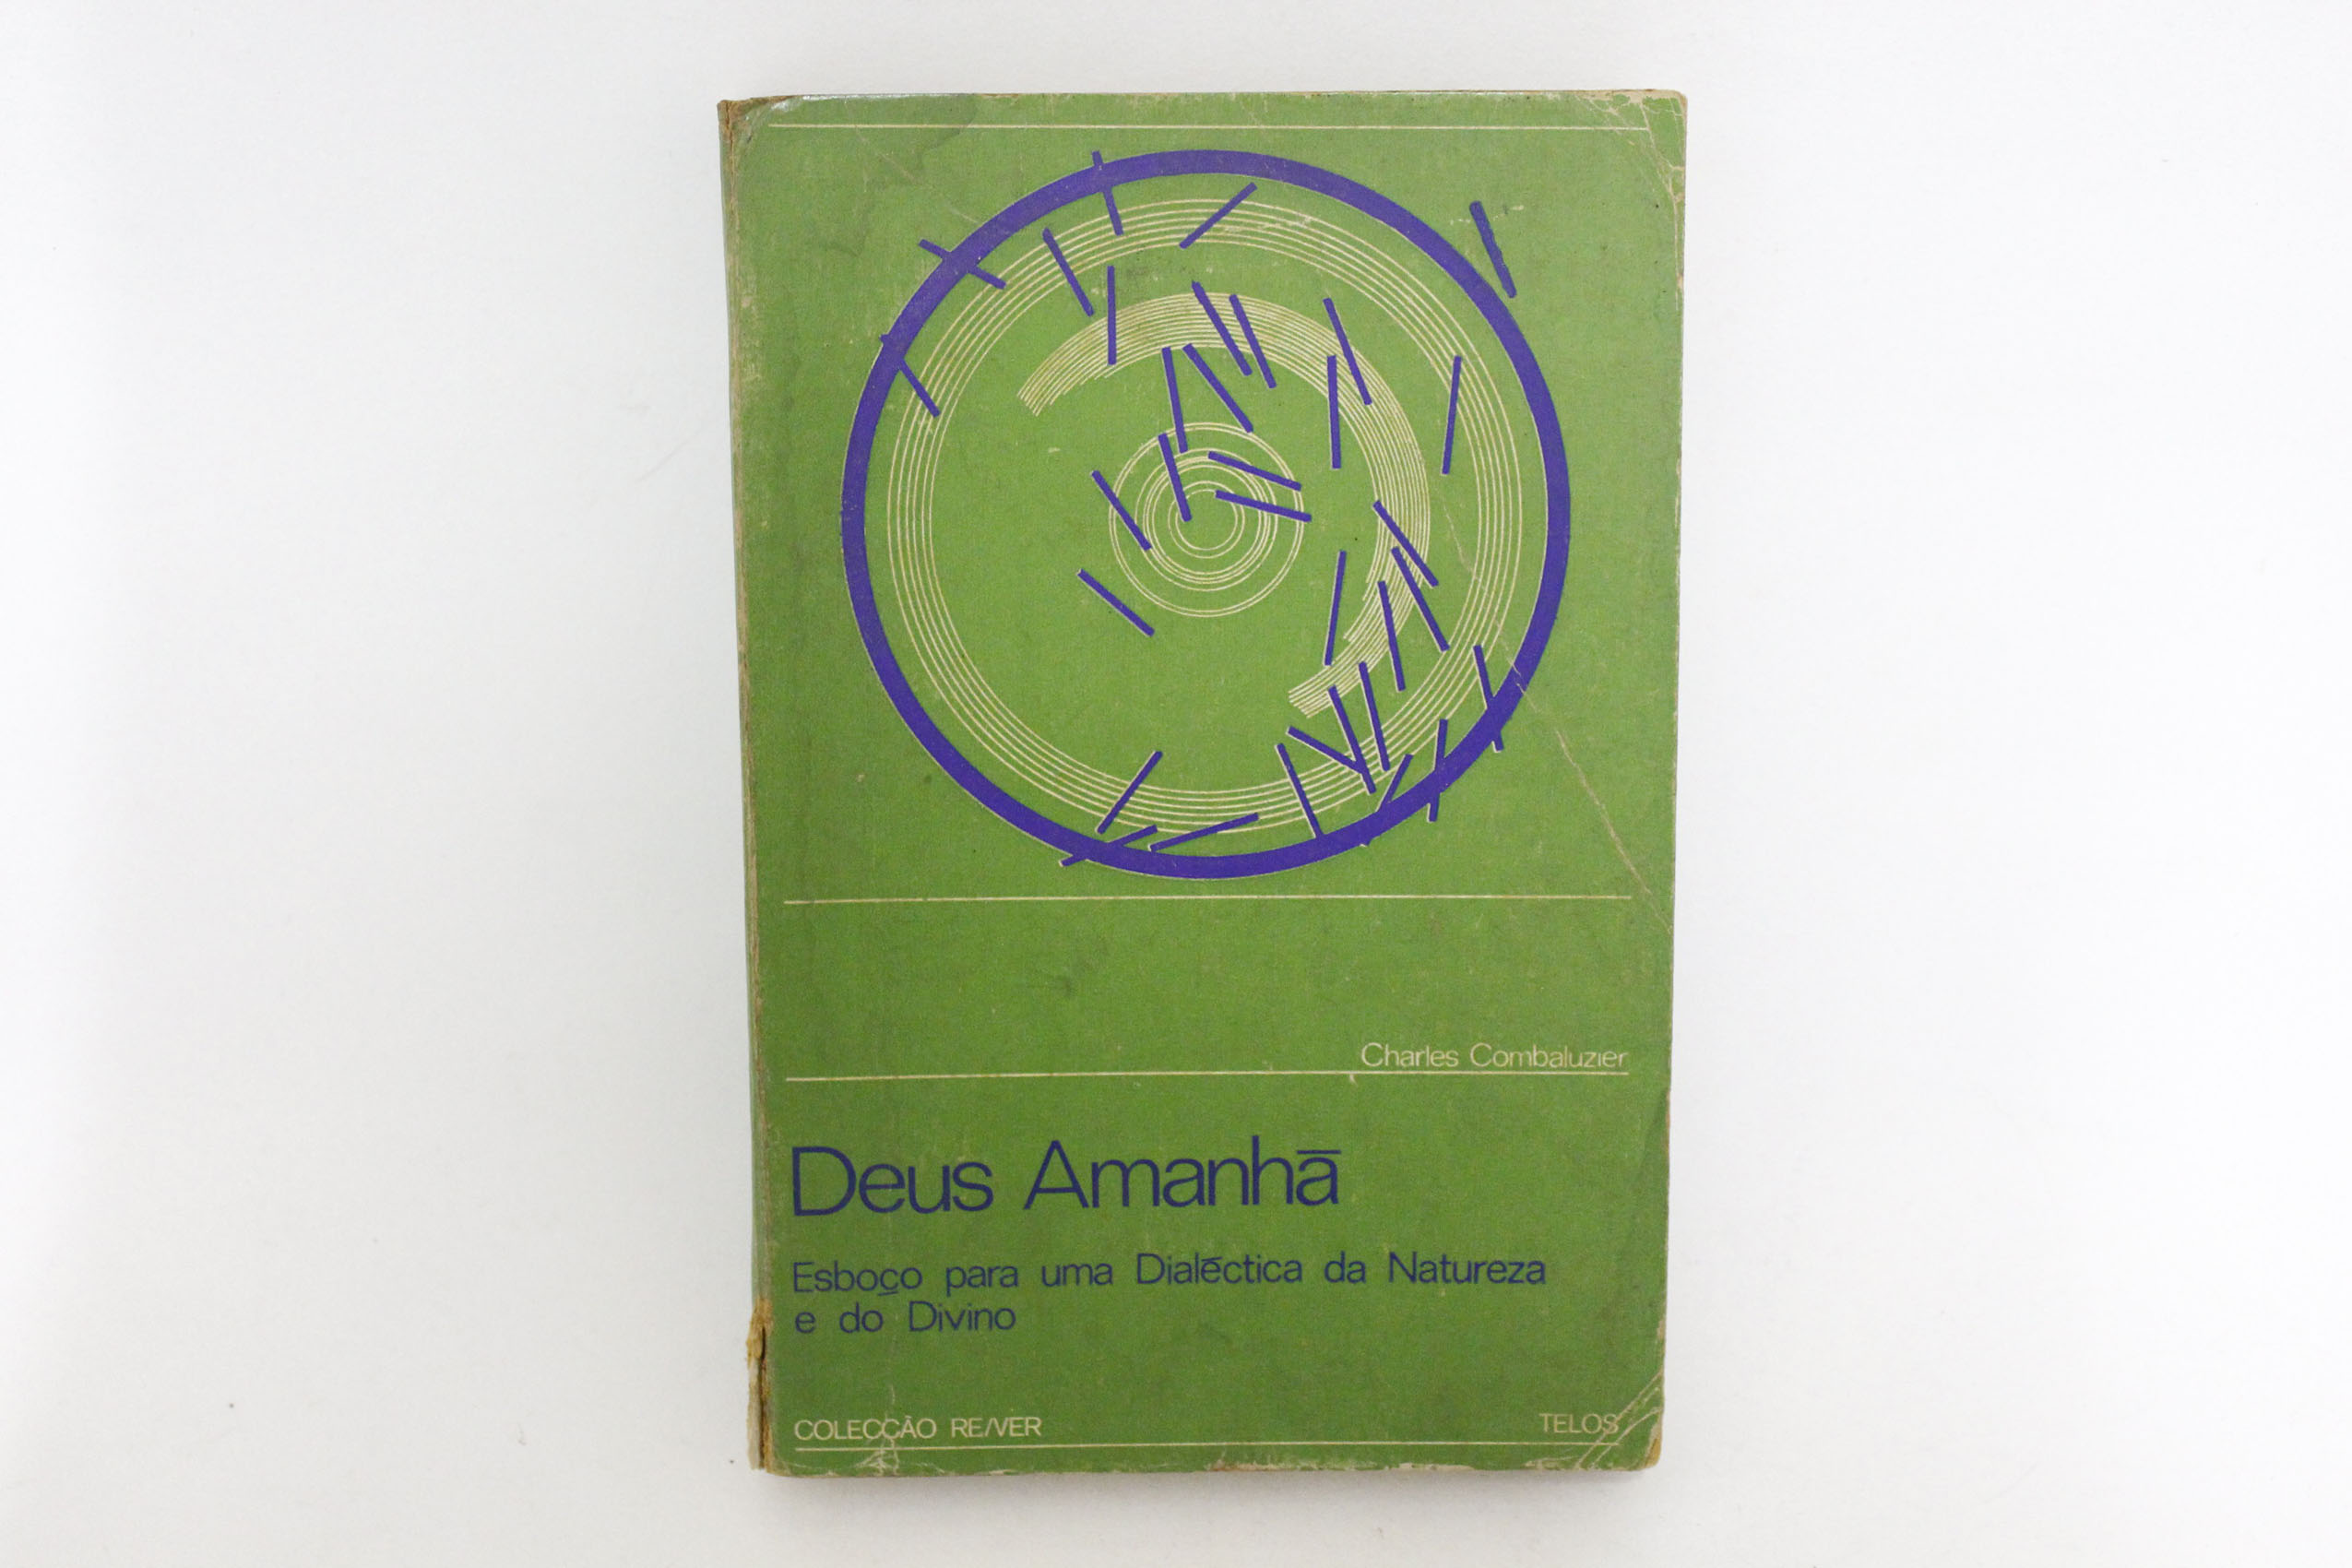 Charles Combaluzier
Deus Amanhã
Esboço para uma Dialéctica da Natureza
e do Divino
COLECÇÃO RE/VER
TELOS